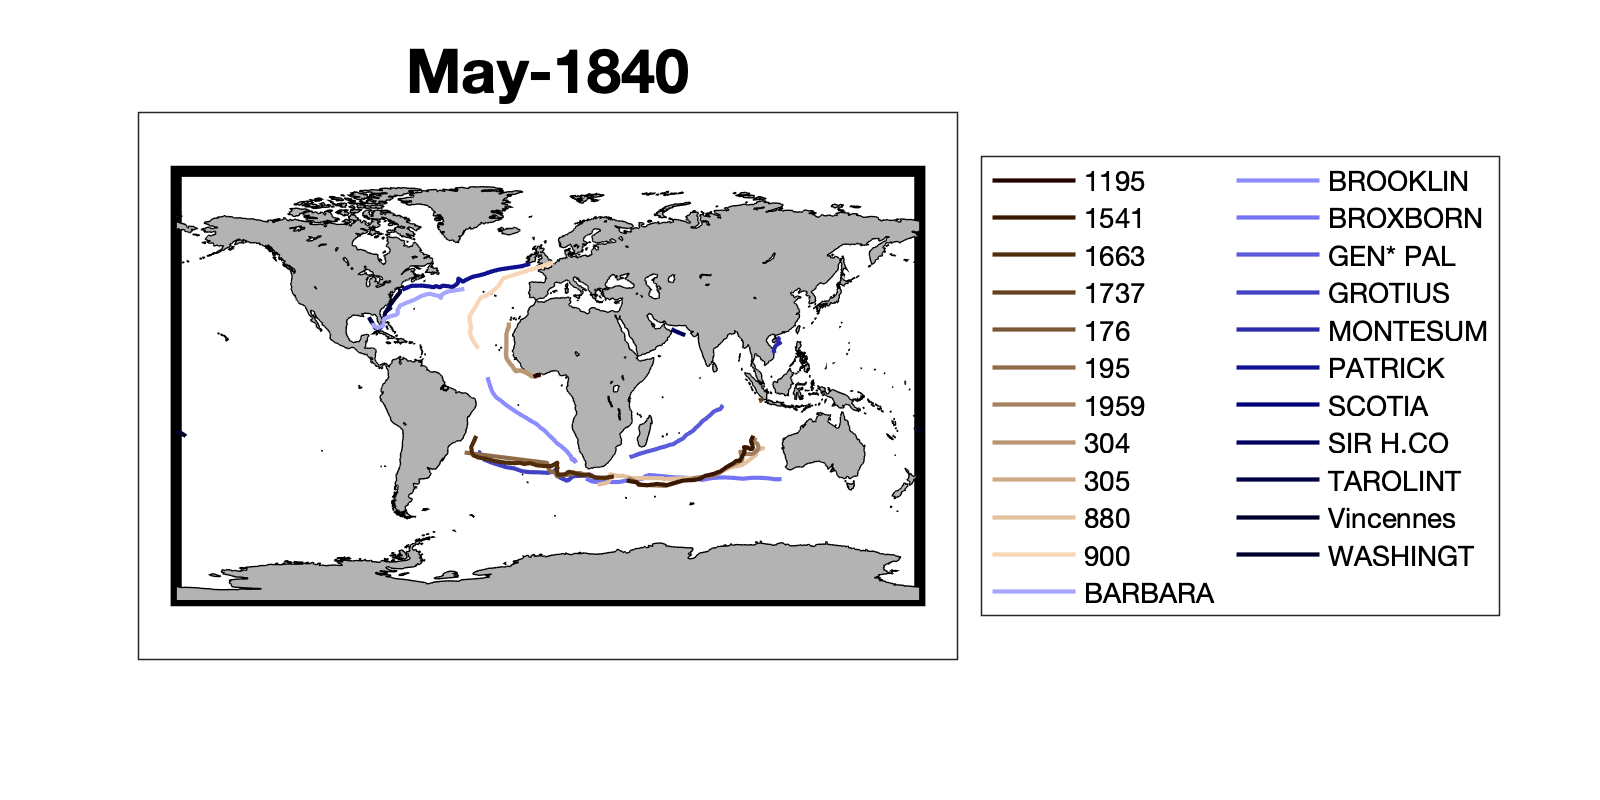 May-1840
1195
1541
1663
1737
176
195
1959
304
305
880
900
BARBARA
BROOKLIN
BROXBORN
GEN* PAL
GROTIUS
MONTESUM
PATRICK
SCOTIA
SIR H.CO
TAROLINT
Vincennes
WASHINGT